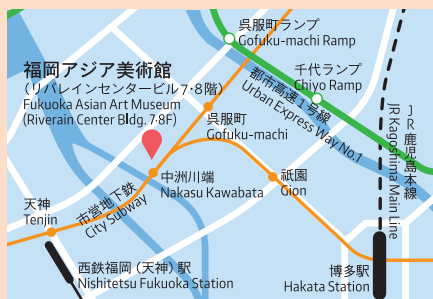 呉服町ランプ
Gofuku-machi Ramp
福岡アジア美術館
（リバレインセンタービル7・8階）
Fukuoka Asian Art Museum
(Riverain Center Bldg. 7·8F)
千代ランプ
Chiyo Ramp
都市高速1号線
Urban Express Way No.1
JR鹿児島本線
JR Kagoshima Main Line
呉服町
Gofuku-machi
中洲川端
Nakasu Kawabata
祇園
Gion
市営地下鉄
City Subway
天神
Tenjin
西鉄福岡（天神）駅
Nishitetsu Fukuoka Station
博多駅
Hakata Station